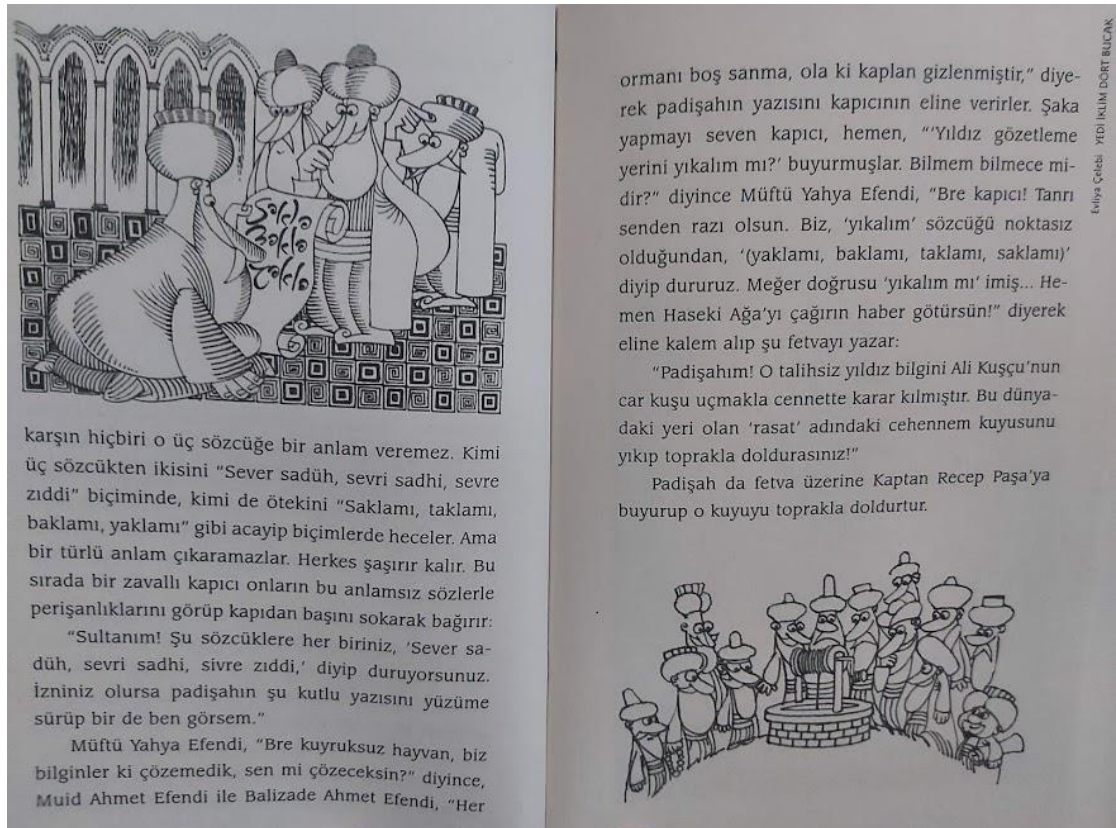 karşın hiçbiri o üç sözcüğe bir anlam veremez. Kimi
üç sözcükten ikisini “Sever sadüh, sevri sadhi, sevre
zıddi” biçiminde, kimi de ötekini “Saklamı, taklamı,
baklamı, yaklamı” gibi acayip biçimlerde heceler. Ama
bir türlü anlam çıkaramazlar. Herkes şaşırır kalır. Bu
sırada bir zavallı kapıcı onların bu anlamsız sözlerle
perişanlıklarını görüp kapıdan başını sokarak bağırır:
“Sultanım! Şu sözcüklere her biriniz, ‘Sever sa-
düh, sevri sadhi, sivre zıddi,’ diyip duruyorsunuz.
İzniniz olursa padişahın şu kutlu yazısını yüzüme
sürüp bir de ben görsem.”
Müftü Yahya Efendi, “Bre kuyruksuz hayvan, biz
bilginler ki çözemedik, sen mi çözeceksin?” diyince,
Muid Ahmet Efendi ile Balizade Ahmet Efendi, “Her
ormanı boş sanma, ola ki kaplan gizlenmiştir,” diye-
rek padişahın yazısını kapıcının eline verirler. Şaka
yapmayı seven kapıcı, hemen, “‘Yıldız gözetleme
yerini yıkalım mı?’ buyurmuşlar. Bilmem bilmece mi-
dir?” diyince Müftü Yahya Efendi, “Bre kapıcı! Tanrı
senden razı olsun. Biz, ‘yıkalım’ sözcüğü noktasız
olduğundan, ‘(yaklamı, baklamı, taklamı, saklamı)’
diyip dururuz. Meğer doğrusu ‘yıkalım mı‘ imiş... He-
men Haseki Ağa’yı çağırın haber götürsün!” diyerek
eline kalem alıp şu fetvayı yazar:
“Padişahım! O talihsiz yıldız bilgini Ali Kuşçu’nun
car kuşu uçmakla cennette karar kılmıştır. Bu dünya-
daki yeri olan ‘rasat’ adındaki cehennem kuyusunu
yıkıp toprakla doldurasınız!”
Padişah da fetva üzerine Kaptan Recep Paşa’ya
buyurup o kuyuyu toprakla doldurtur.
Evliya Çelebi YEDİ İKLİM DÖRT BUCAK